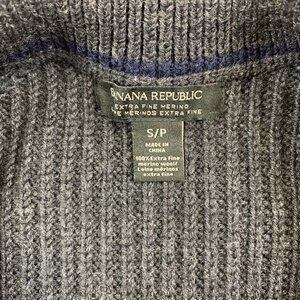 BANANA REPUBLIC
EXTRA FINE MERINO
DE MERINOS EXTRA FINE
S/P
MADE IN
CHINA
100% Extra Fine
merino wool/
Laine mérinos
extra fine